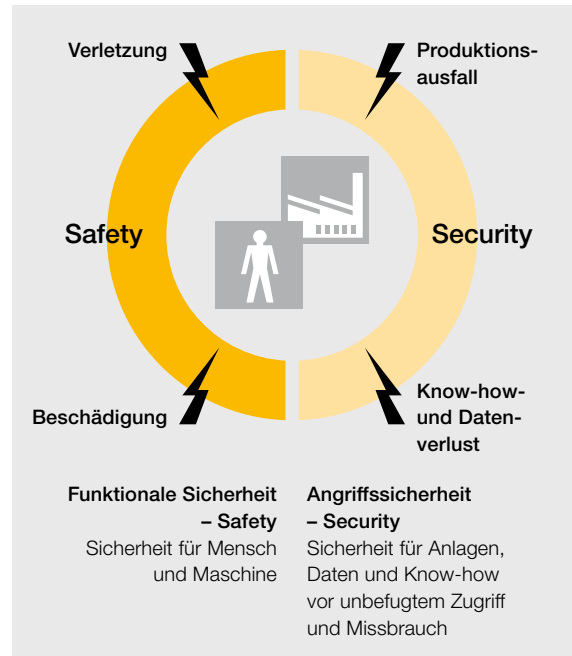 Verletzung
Produktions-
ausfall
Safety
Security
Beschädigung
Know-how-
und Daten-
verlust
Funktionale Sicherheit
– Safety
Sicherheit für Mensch
und Maschine
Angriffssicherheit
– Security
Sicherheit für Anlagen,
Daten und Know-how
vor unbefugtem Zugriff
und Missbrauch